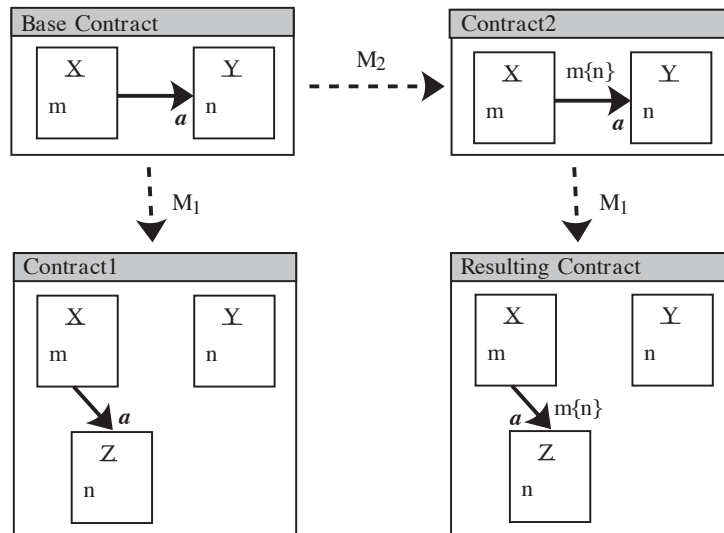 Base Contract
X
m
a
Y
n
M2
Contract2
X
m
m{n}
a
Y
n
M1
M1
Contract1
X
m
Y
n
a
Z
n
Resulting Contract
X
m
Y
n
a
m{n}
Z
n